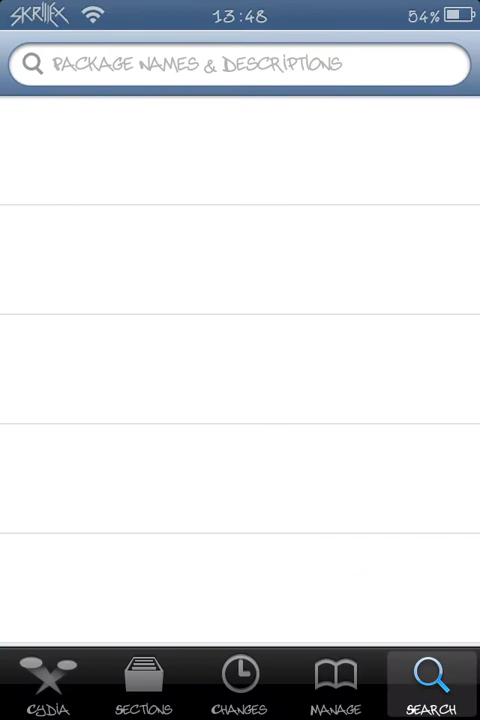 SKRILLEX 13:48 54%
PACKAGE NAMES & DESCRIPTIONS
CYDIA SECTIONS CHANGES MANAGE SEARCH